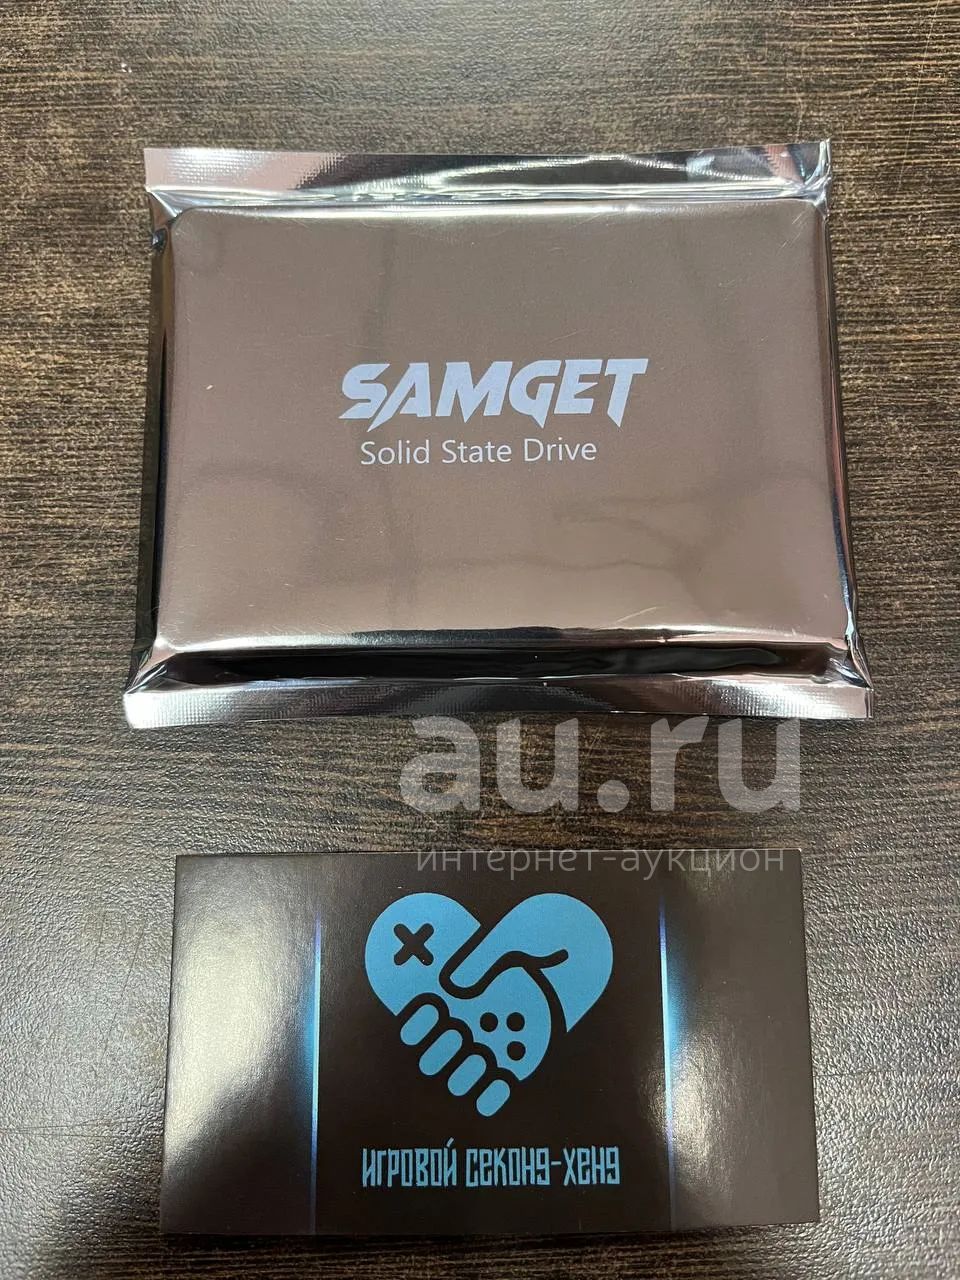 SAMGET
Solid State Drive
au.ru
интернет-аукцион
ИГРОВОЙ СЕКОНД-ХЕНД